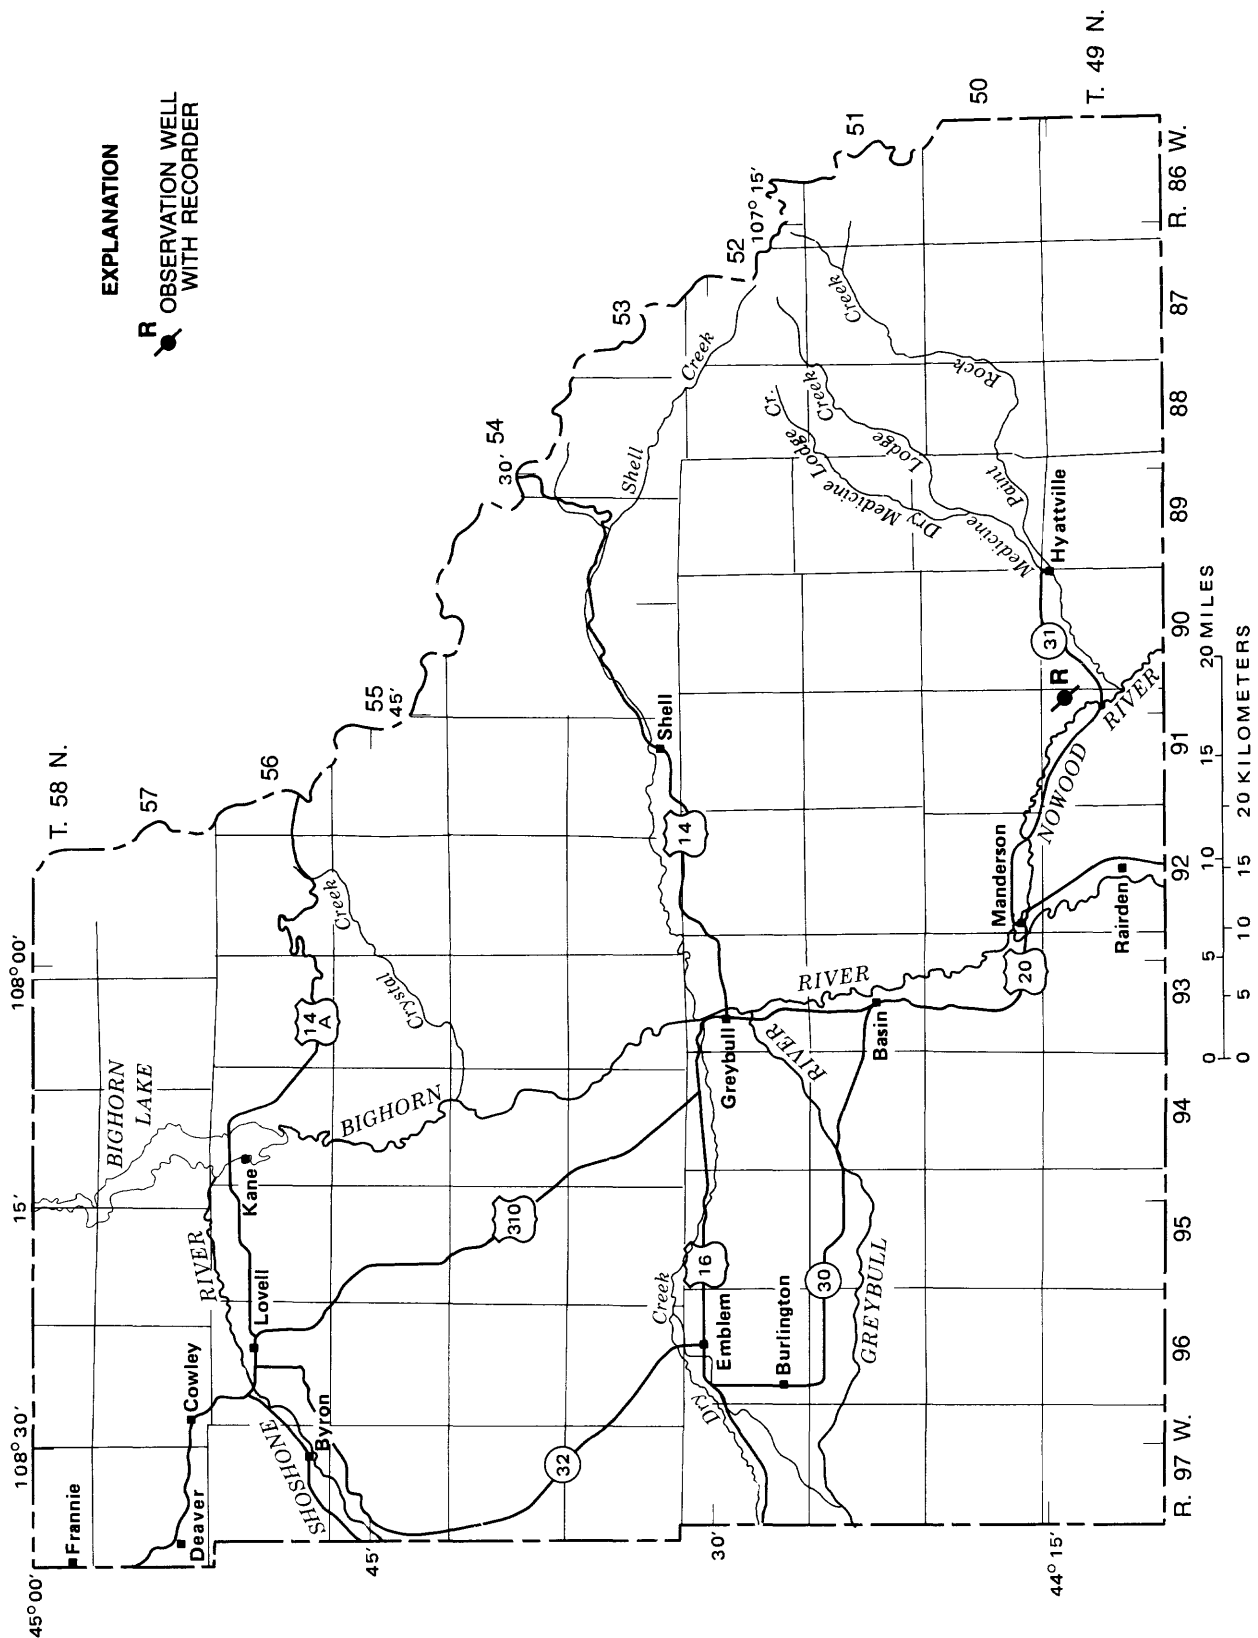 EXPLANATION
R
OBSERVATION WELL
WITH RECORDER
45°00'
108°30'
15'
108°00'
T. 58 N.
57
56
55
45'
54
30'
53
52
107° 15'
51
50
T. 49 N.
Frannie
Deaver
Cowley
Byron
Lovell
Kane
SHOSHONE
RIVER
BIGHORN
LAKE
14
A
Crystal
Creek
BIGHORN
310
32
45'
Emblem
Burlington
16
30
Dry
Creek
GREYBULL
RIVER
Greybull
Basin
RIVER
14
Shell
Shell
Creek
Dry Medicine Lodge Cr.
Medicine
Lodge
Creek
Paint
Rock
Creek
Hyattville
31
R
NOWOOD
RIVER
Manderson
20
Rairden
30'
44° 15'
R. 97 W.
96
95
94
93
92
91
90
89
88
87
R. 86 W.
0
5
10
15
20 MILES
0
5
10
15
20 KILOMETERS